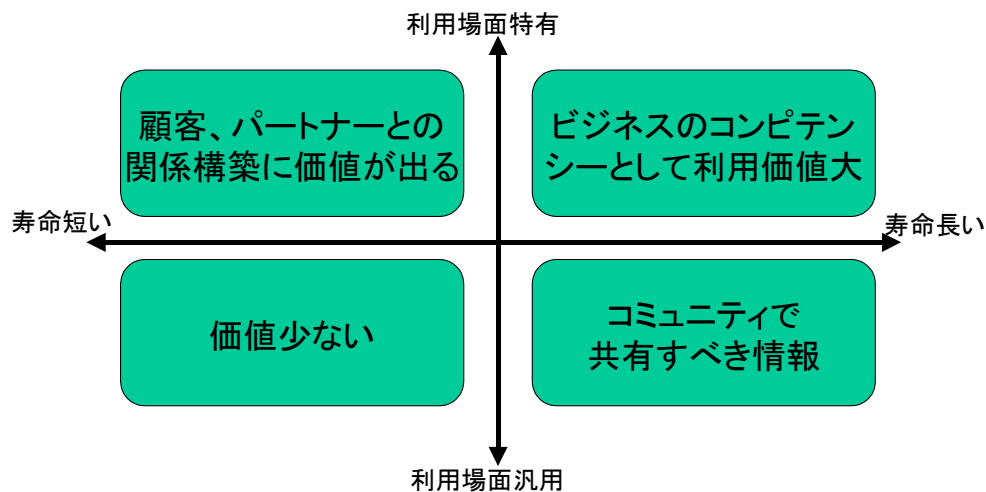 利用場面特有
顧客、パートナーとの
関係構築に価値が出る
ビジネスのコンピテン
シーとして利用価値大
寿命短い
寿命長い
価値少ない
コミュニティで
共有すべき情報
利用場面汎用